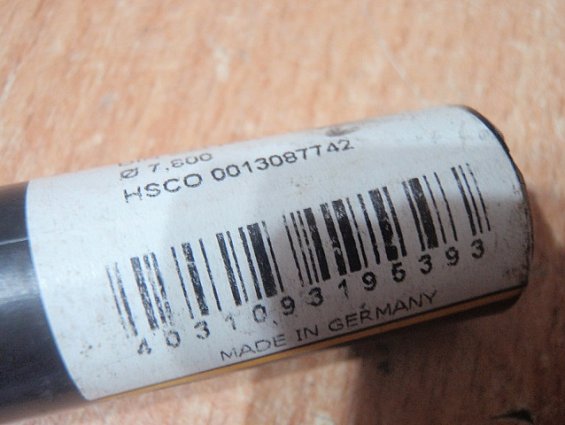 Ø 7,800
HSCO 0013087742
4031093195393
MADE IN GERMANY